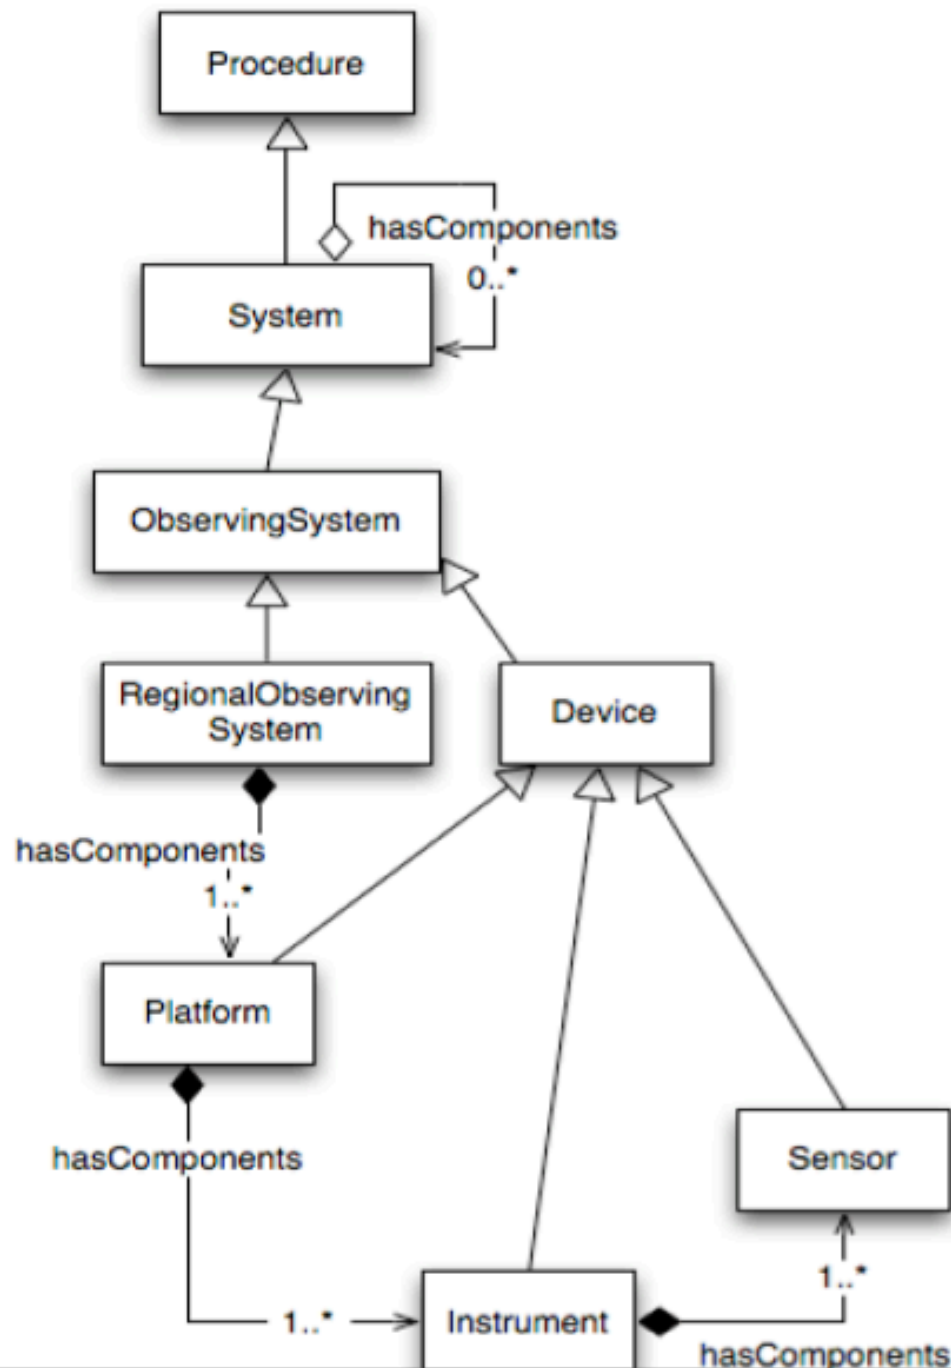 Procedure
hasComponents
0..*
System
ObservingSystem
RegionalObserving
System
Device
hasComponents
1..*
Platform
hasComponents
Sensor
1..*
1..*
Instrument
hasComponents